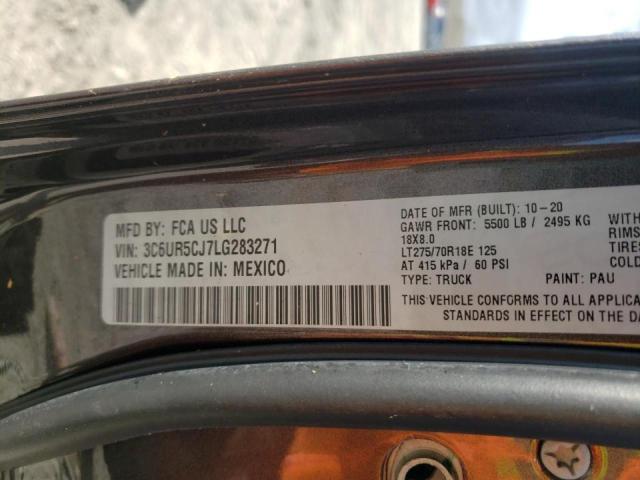 MFD BY: FCA US LLC
VIN: 3C6UR5CJ7LG283271
VEHICLE MADE IN: MEXICO
DATE OF MFR (BUILT): 10-20
GAWR FRONT: 5500 LB / 2495 KG
18X8.0
LT275/70R18E 125
AT 415 kPa / 60 PSI
TYPE: TRUCK PAINT: PAU
THIS VEHICLE CONFORMS TO ALL APPLICA
STANDARDS IN EFFECT ON THE DA
WITH
RIMS
TIRES
COLD